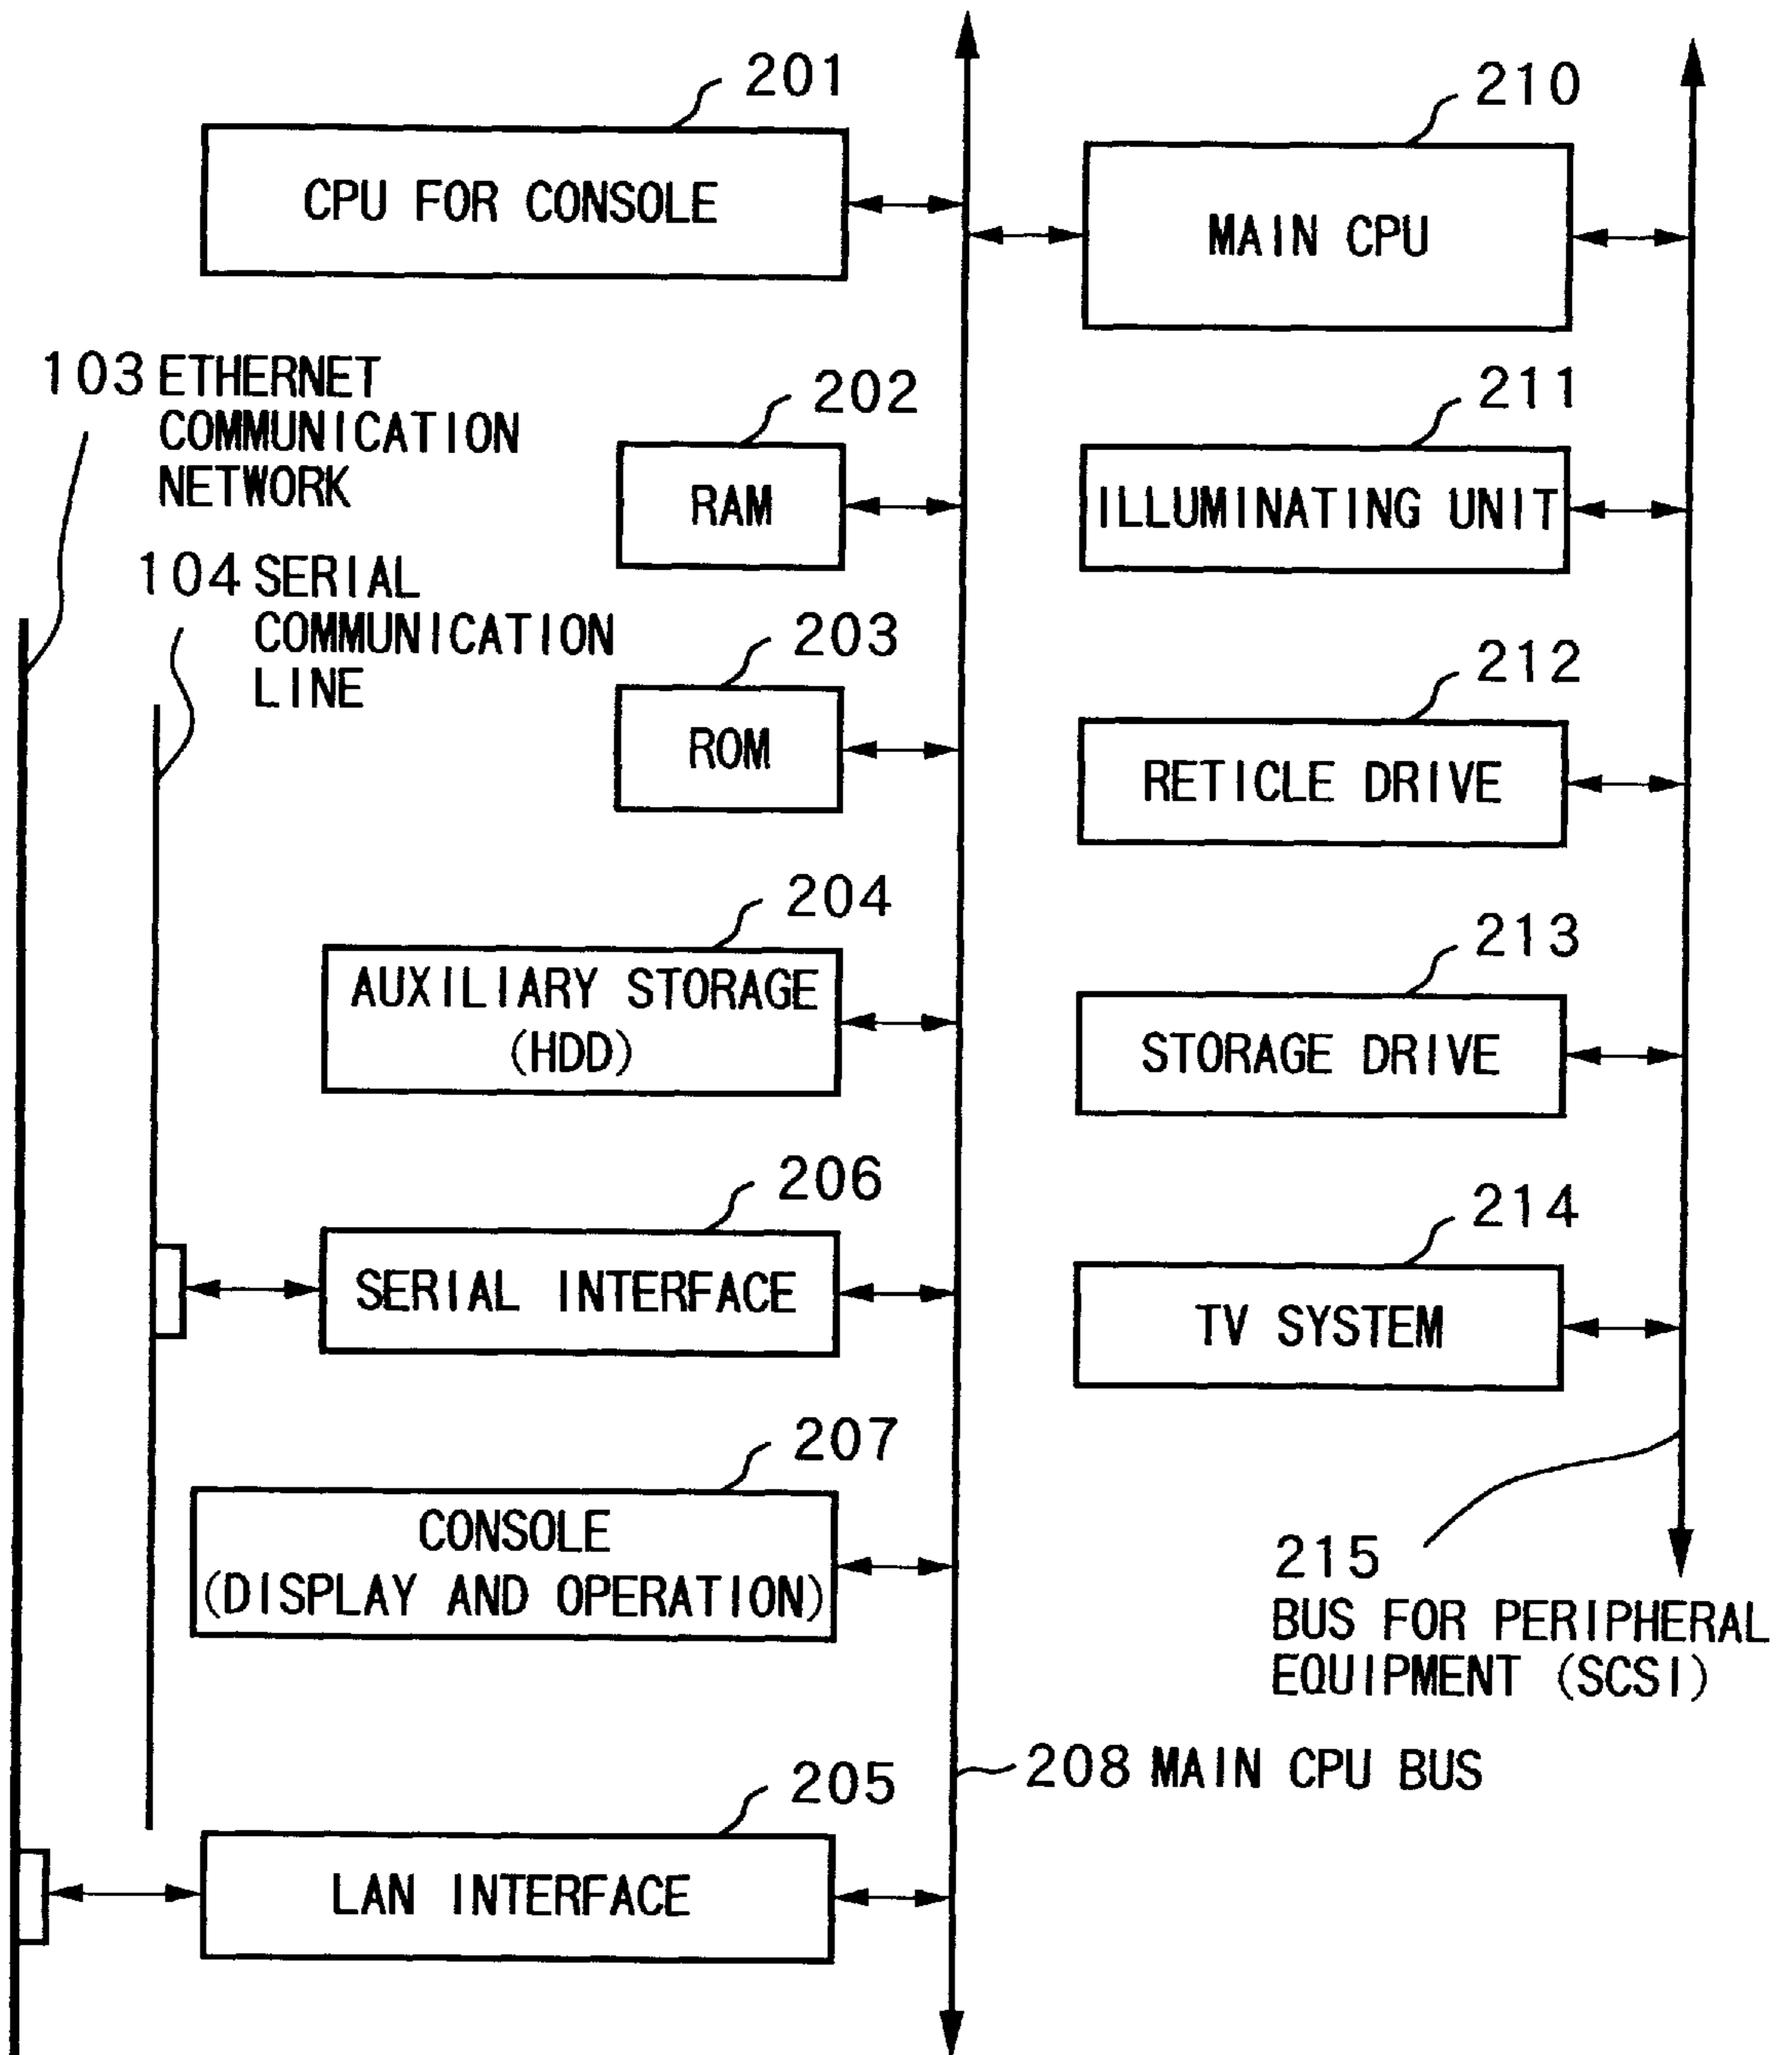 201
CPU FOR CONSOLE
210
MAIN CPU
103 ETHERNET
COMMUNICATION
NETWORK
202
RAM
211
ILLUMINATING UNIT
104 SERIAL
COMMUNICATION
LINE
203
ROM
212
RETICLE DRIVE
204
AUXILIARY STORAGE
(HDD)
213
STORAGE DRIVE
206
SERIAL INTERFACE
214
TV SYSTEM
207
CONSOLE
(DISPLAY AND OPERATION)
215
BUS FOR PERIPHERAL
EQUIPMENT (SCSI)
208 MAIN CPU BUS
205
LAN INTERFACE